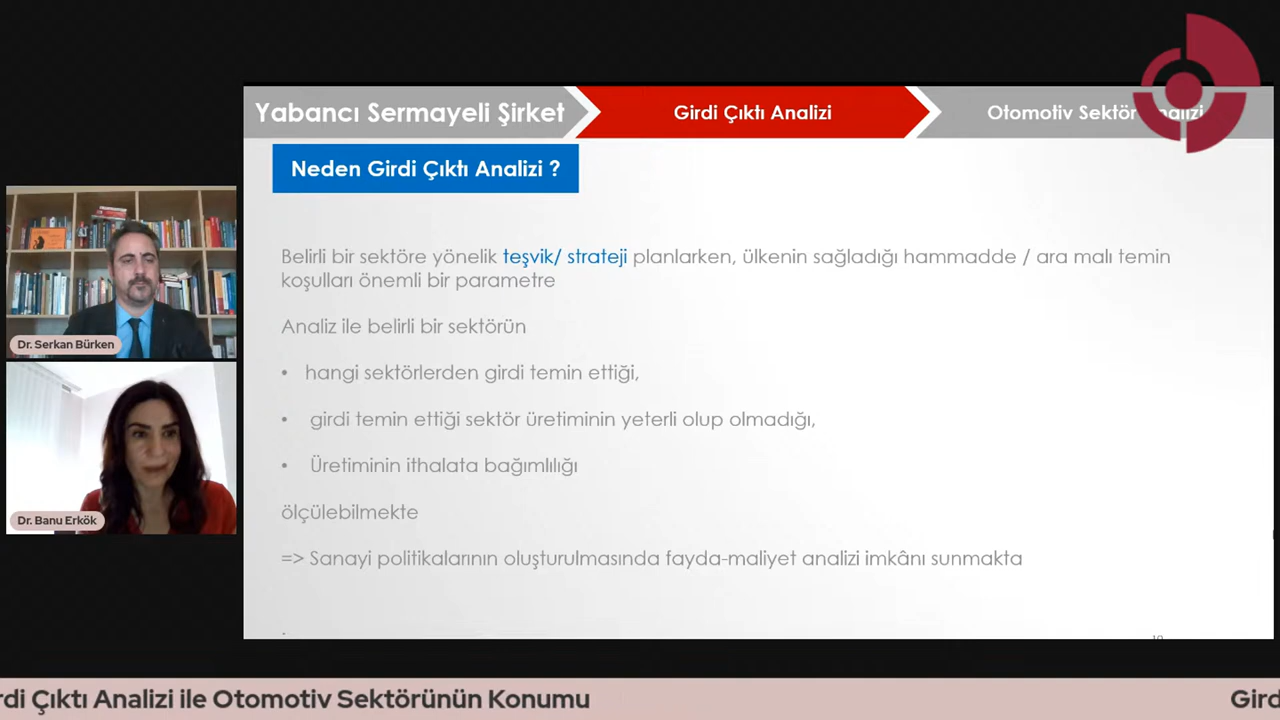 Yabancı Sermayeli Şirket
Girdi Çıktı Analizi
Otomotiv Sektör
Neden Girdi Çıktı Analizi ?
Belirli bir sektöre yönelik teşvik/ strateji planlarken, ülkenin sağladığı hammadde / ara malı temin
koşulları önemli bir parametre
Analiz ile belirli bir sektörün
• hangi sektörlerden girdi temin ettiği,
• girdi temin ettiği sektör üretiminin yeterli olup olmadığı,
• Üretiminin ithalata bağımlılığı
ölçülebilmekte
=> Sanayi politikalarının oluşturulmasında fayda-maliyet analizi imkânı sunmakta
Dr. Serkan Bürken
Dr. Banu Erkök
rdi Çıktı Analizi ile Otomotiv Sektörünün Konumu
Gird